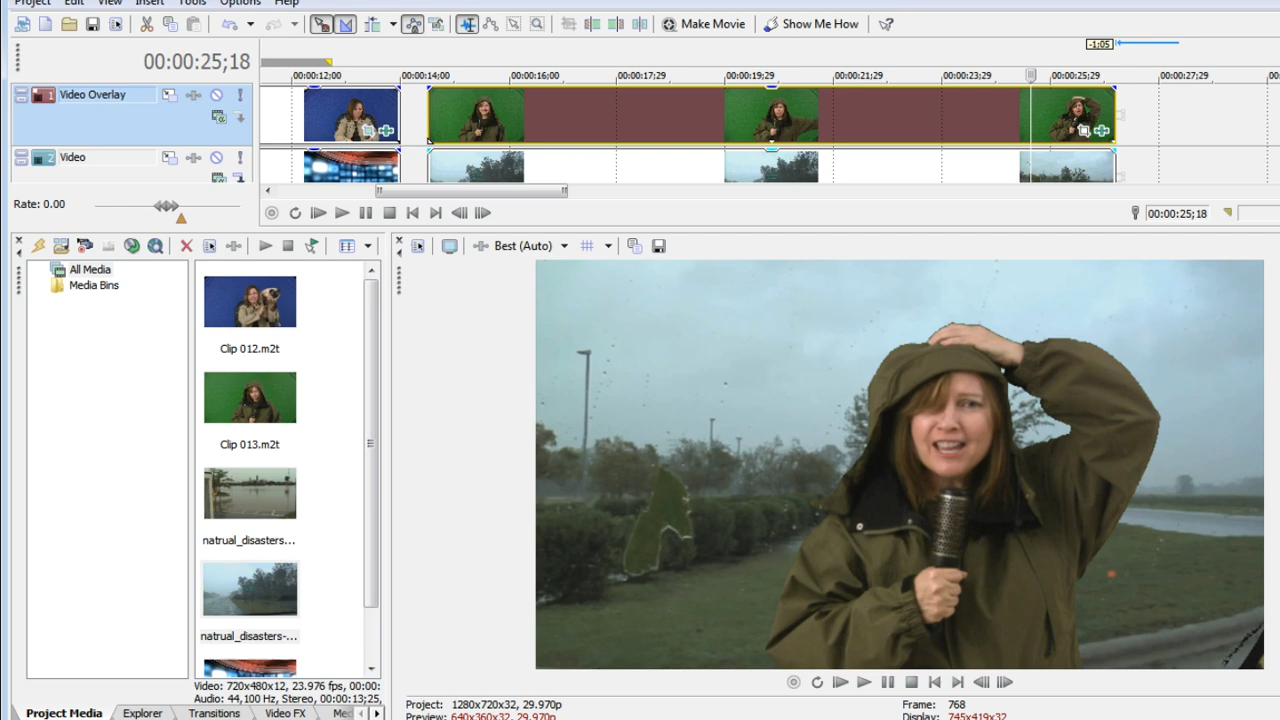 Project Edit View Insert Tools Options Help
Make Movie Show Me How
00:00:25;18
-1:05
00:00:12;00 00:00:14;00 00:00:16;00 00:00:17;29 00:00:19;29 00:00:21;29 00:00:23;29 00:00:25;29 00:00:27;29
1 Video Overlay
2 Video
Rate: 0.00
00:00:25;18
Best (Auto)
All Media
Media Bins
Clip 012.m2t
Clip 013.m2t
natrual_disasters...
natrual_disasters-...
Video: 720x480x12, 23.976 fps, 00:00:
Audio: 44,100 Hz, Stereo, 00:00:13;25,
Project Media Explorer Transitions Video FX Mec
Project: 1280x720x32, 29.970p
Preview: 640x360x32, 29.970p
Frame: 768
Display: 745x419x32